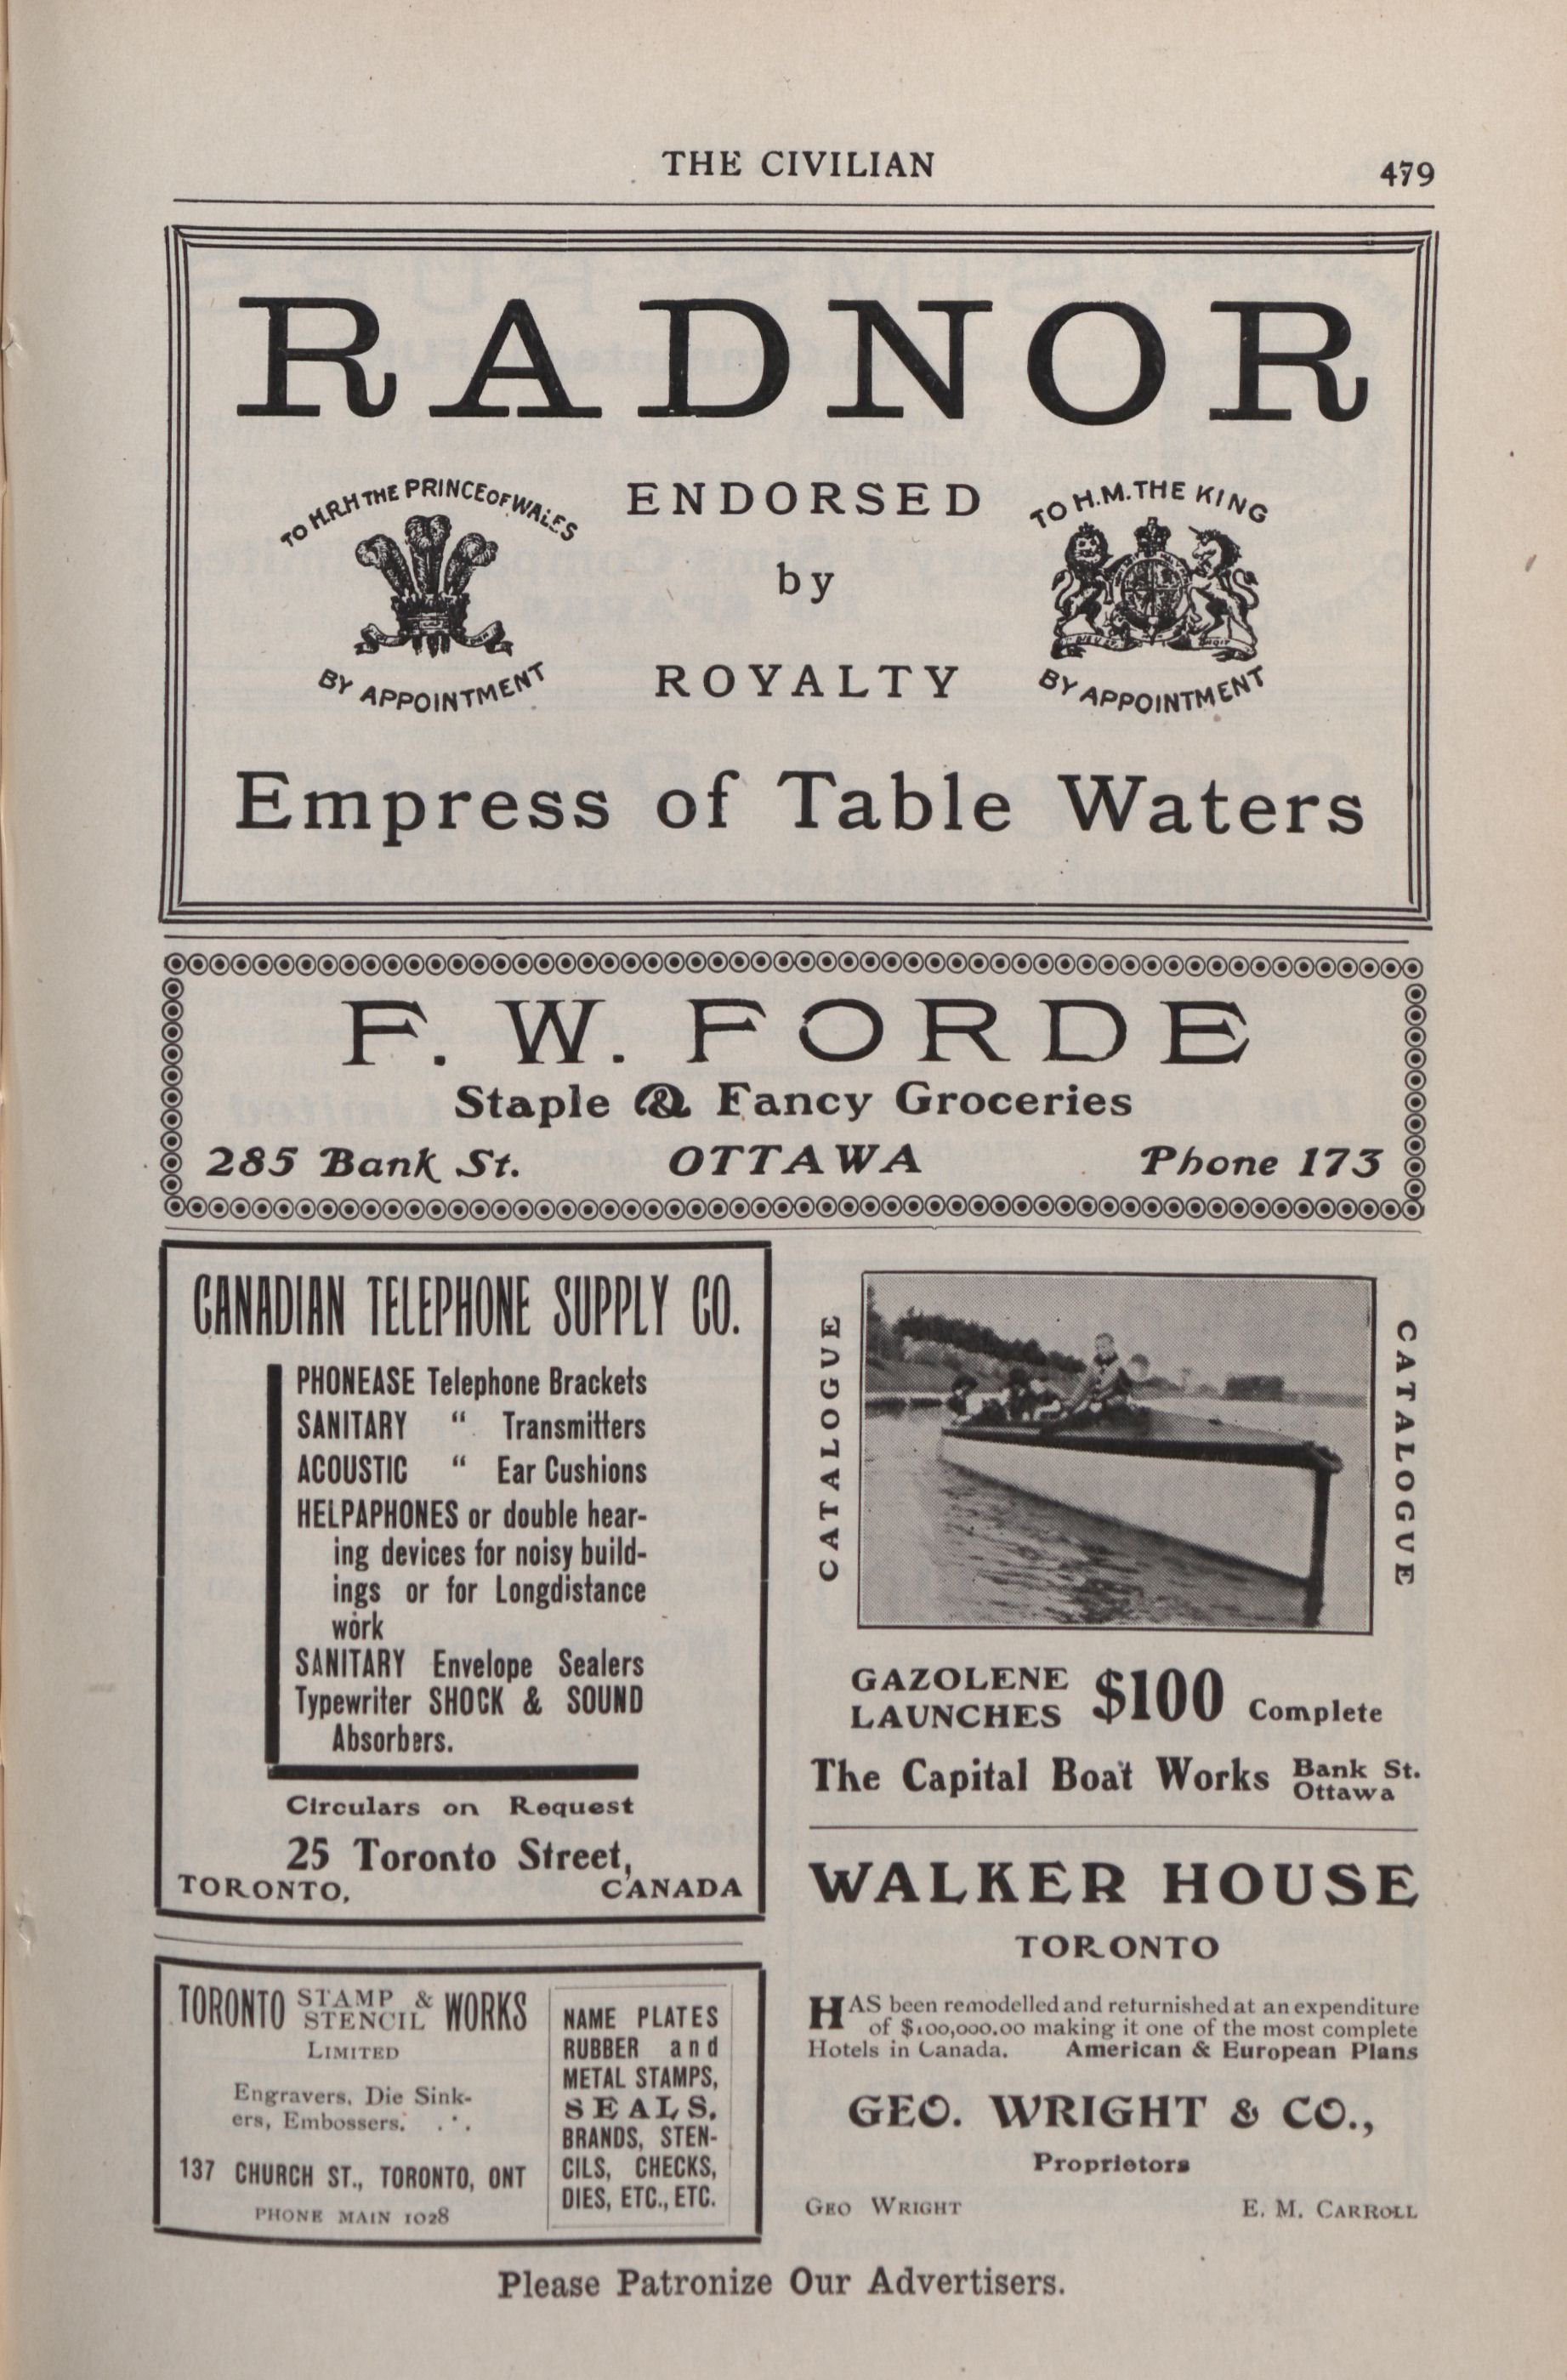 THE CIVILIAN
479
RADNOR
TO H.R.H THE PRINCE OF WALES
BY APPOINTMENT
ENDORSED
by
ROYALTY
TO H.M. THE KING
BY APPOINTMENT
Empress of Table Waters
F. W. FORDE
Staple & Fancy Groceries
285 Bank St. OTTAWA Phone 173
CANADIAN TELEPHONE SUPPLY CO.
PHONEASE Telephone Brackets
SANITARY “ Transmitters
ACOUSTIC “ Ear Cushions
HELPAPHONES or double hear-
ing devices for noisy build-
ings or for Longdistance
work
SANITARY Envelope Sealers
Typewriter SHOCK & SOUND
Absorbers.
Circulars on Request
25 Toronto Street,
TORONTO, CANADA
TORONTO STAMP & STENCIL WORKS
LIMITED
Engravers, Die Sink-
ers, Embossers.
137 CHURCH ST., TORONTO, ONT
PHONE MAIN 1028
NAME PLATES
RUBBER and
METAL STAMPS,
SEALS,
BRANDS, STEN-
CILS, CHECKS,
DIES, ETC., ETC.
CATALOGUE
CATALOGUE
GAZOLENE
LAUNCHES $100 Complete
The Capital Boat Works Bank St.
Ottawa
WALKER HOUSE
TORONTO
HAS been remodelled and returnished at an expenditure
of $100,000.00 making it one of the most complete
Hotels in Canada. American & European Plans
GEO. WRIGHT & CO.,
Proprietors
GEO WRIGHT E. M. CARROLL
Please Patronize Our Advertisers.